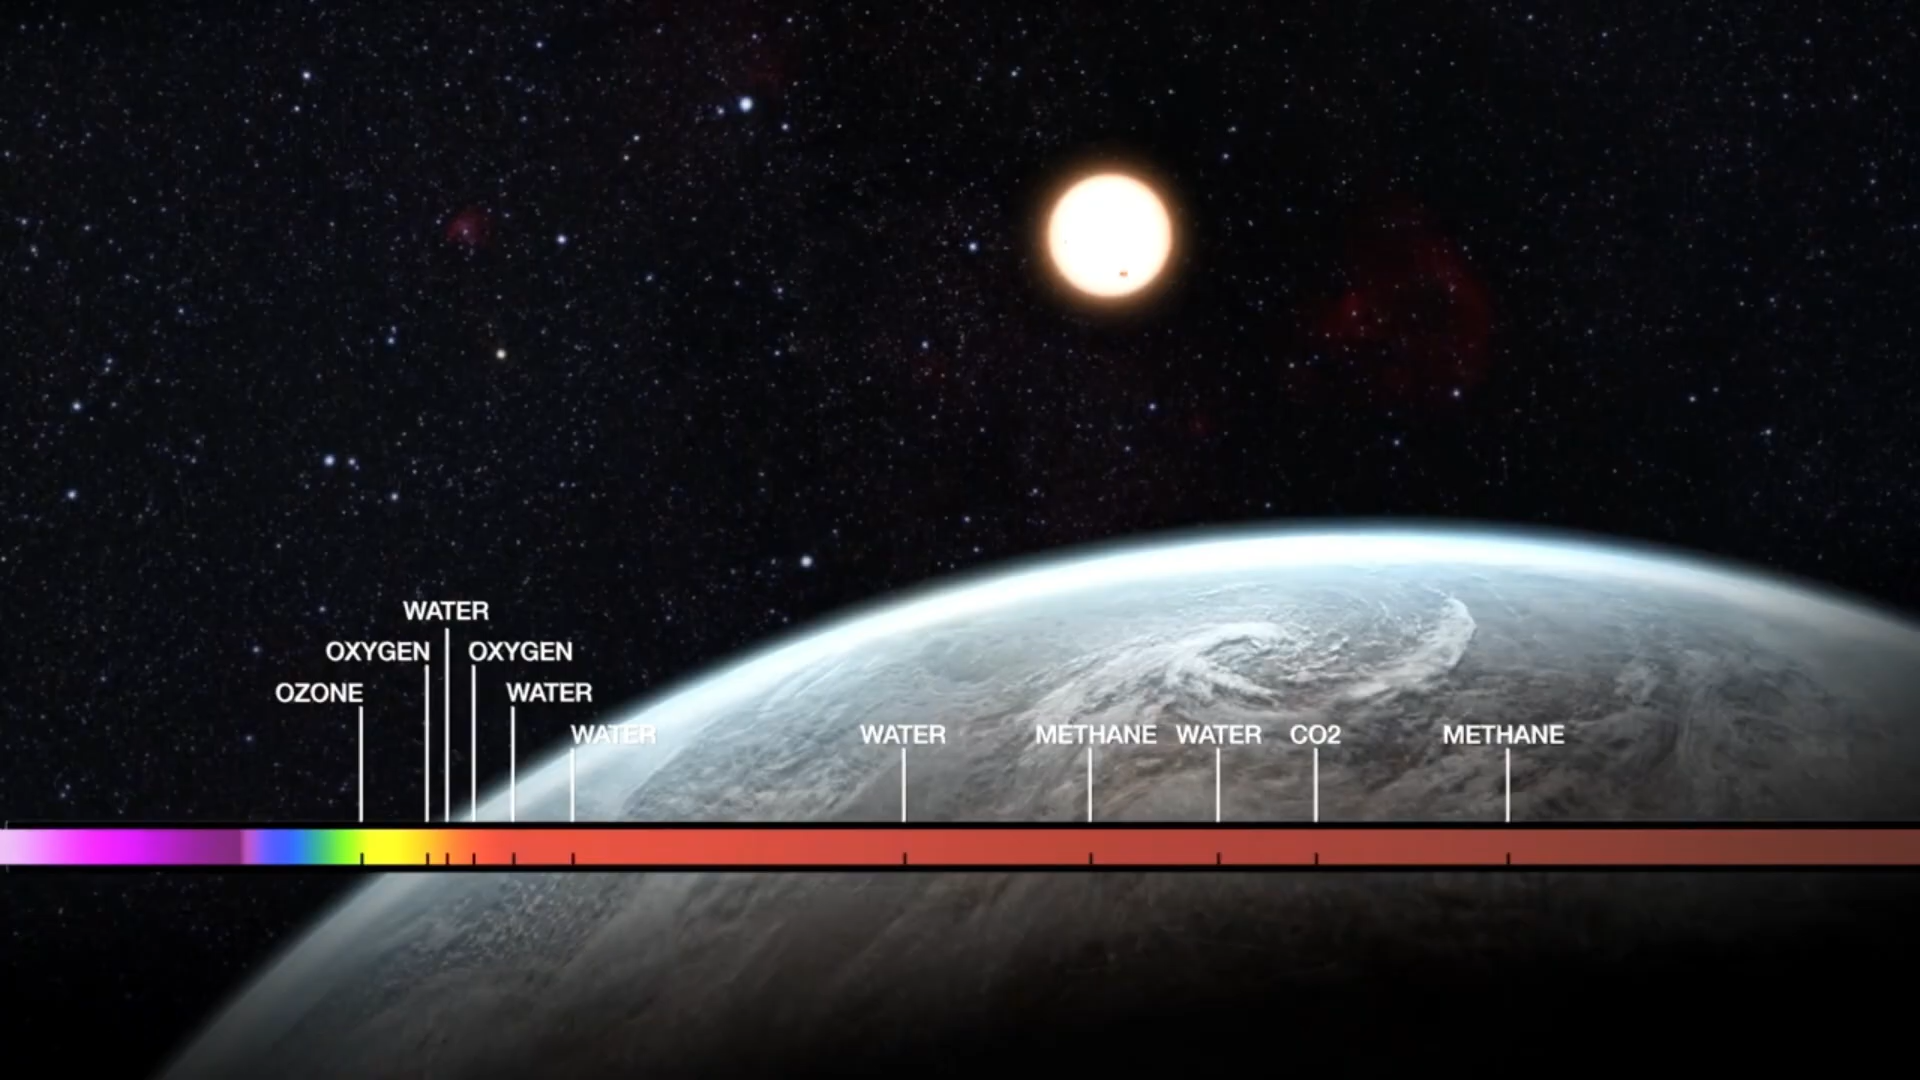 WATER
OXYGEN OXYGEN
OZONE WATER
WATER WATER METHANE WATER CO2 METHANE